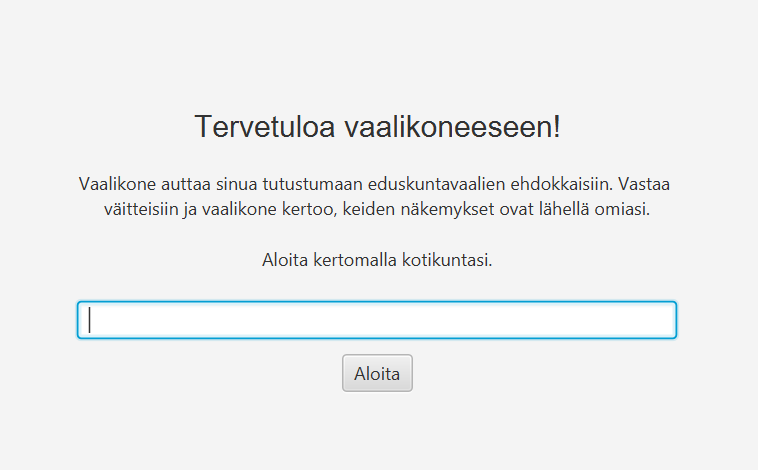 Tervetuloa vaalikoneeseen!
Vaalikone auttaa sinua tutustumaan eduskuntavaalien ehdokkaisiin. Vastaa
väitteisiin ja vaalikone kertoo, keiden näkemykset ovat lähellä omiasi.
Aloita kertomalla kotikuntasi.
Aloita